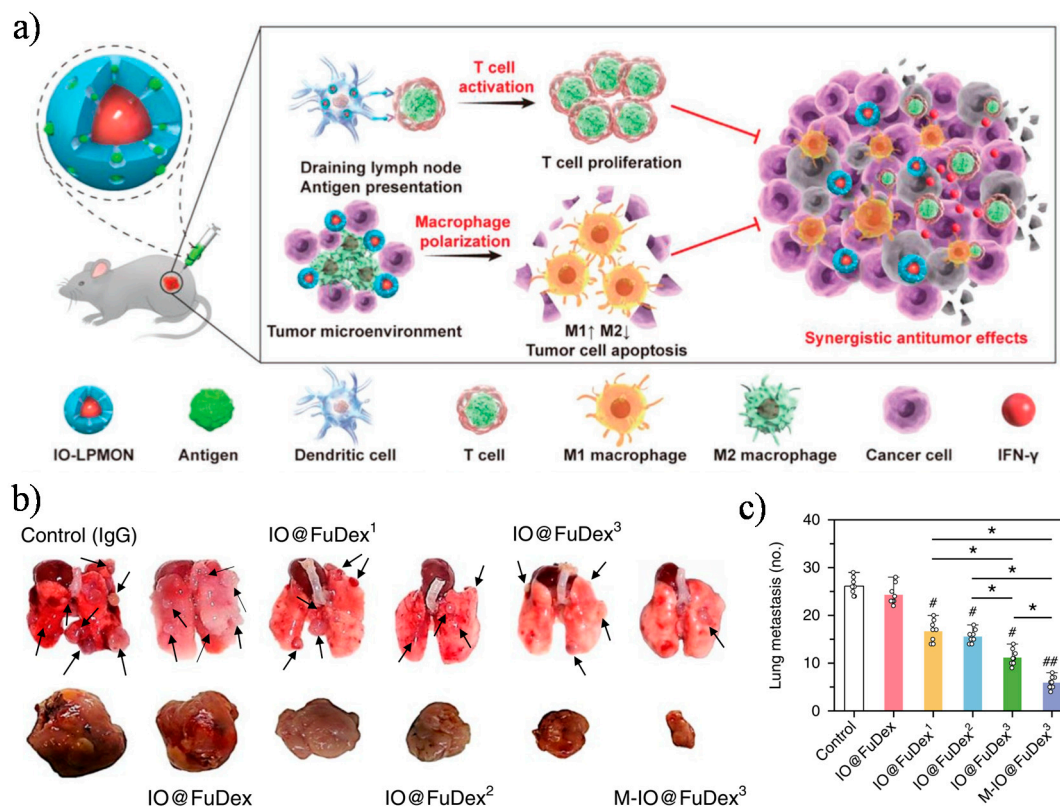 a)
T cell
activation
Draining lymph node
Antigen presentation
T cell proliferation
Macrophage
polarization
Tumor microenvironment
M1↑ M2↓
Tumor cell apoptosis
Synergistic antitumor effects
IO-LPMON
Antigen
Dendritic cell
T cell
M1 macrophage
M2 macrophage
Cancer cell
IFN-γ
b)
Control (IgG)
IO@FuDex¹
IO@FuDex³
IO@FuDex
IO@FuDex²
M-IO@FuDex³
c)
Lung metastasis (no.)
40
30
20
10
0
*
*
*
*
*
#
#
#
##
Control
IO@FuDex
IO@FuDex¹
IO@FuDex²
IO@FuDex³
M-IO@FuDex³